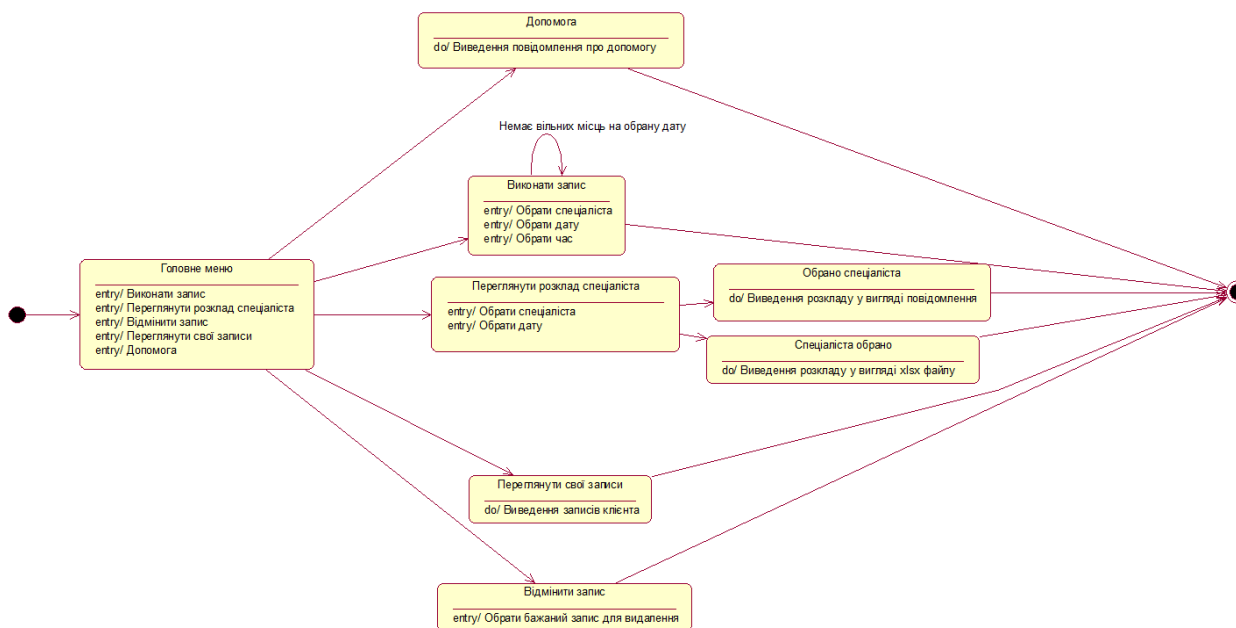 Допомога
do/ Виведення повідомлення про допомогу
Немає вільних місць на обрану дату
Виконати запис
entry/ Обрати спеціаліста
entry/ Обрати дату
entry/ Обрати час
Головне меню
entry/ Виконати запис
entry/ Переглянути розклад спеціаліста
entry/ Відмінити запис
entry/ Переглянути свої записи
entry/ Допомога
Переглянути розклад спеціаліста
entry/ Обрати спеціаліста
entry/ Обрати дату
Обрано спеціаліста
do/ Виведення розкладу у вигляді повідомлення
Спеціаліста обрано
do/ Виведення розкладу у вигляді xlsx файлу
Переглянути свої записи
do/ Виведення записів клієнта
Відмінити запис
entry/ Обрати бажаний запис для видалення